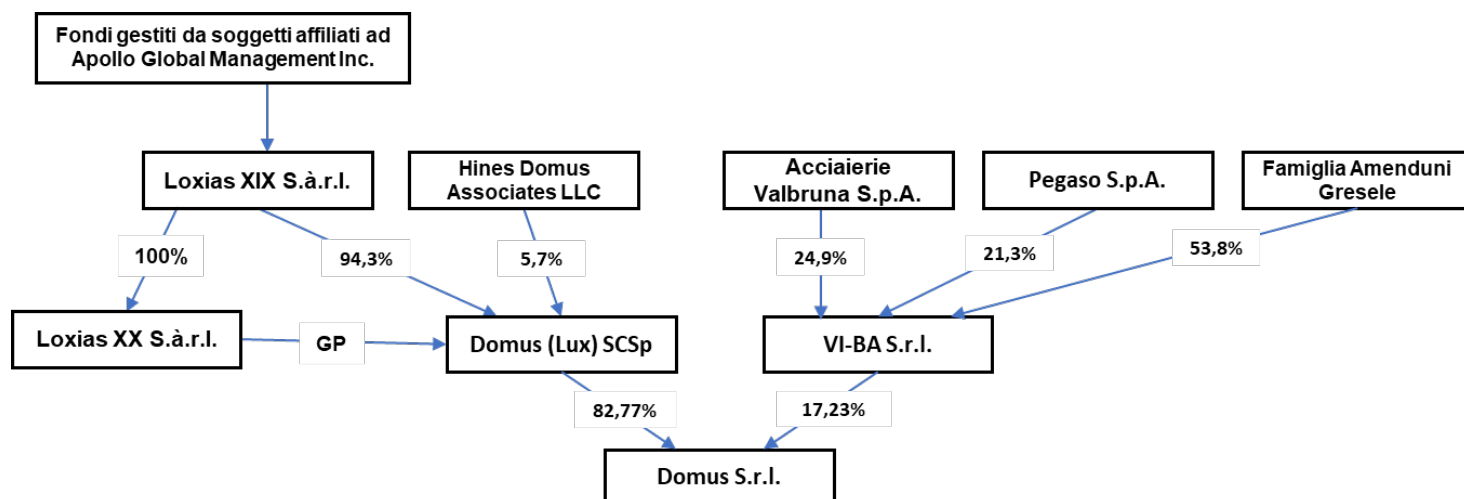 Fondi gestiti da soggetti affiliati ad
Apollo Global Management Inc.
Loxias XIX S.à.r.l.
Hines Domus
Associates LLC
Acciaierie
Valbruna S.p.A.
Pegaso S.p.A.
Famiglia Amenduni
Gresele
100%
94,3%
5,7%
24,9%
21,3%
53,8%
Loxias XX S.à.r.l.
GP
Domus (Lux) SCSp
VI-BA S.r.l.
82,77%
17,23%
Domus S.r.l.